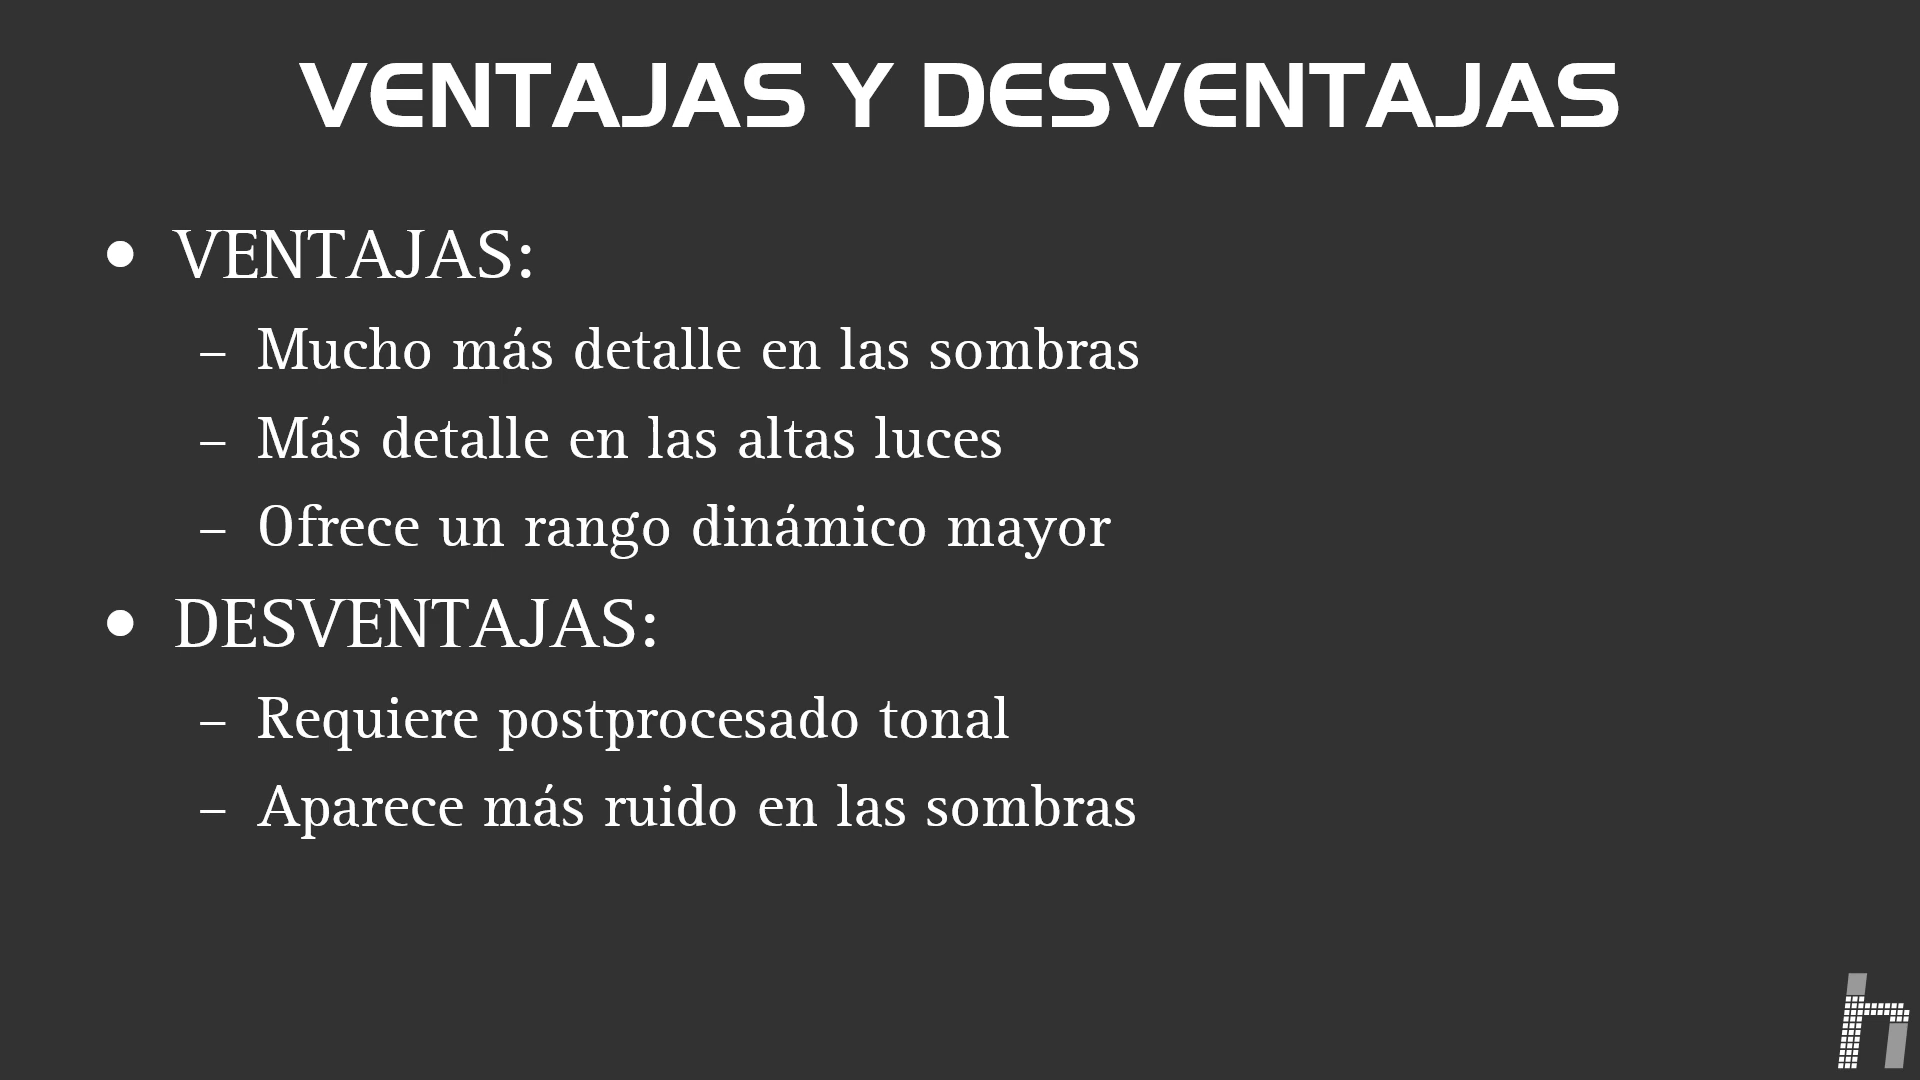 VENTAJAS Y DESVENTAJAS
• VENTAJAS:
– Mucho más detalle en las sombras
– Más detalle en las altas luces
– Ofrece un rango dinámico mayor
• DESVENTAJAS:
– Requiere postprocesado tonal
– Aparece más ruido en las sombras
h